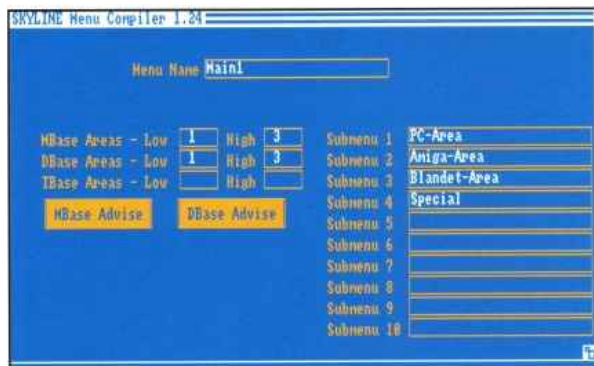 SKYLINE Menu Compiler 1.24
Menu Name Main1
MBase Areas - Low 1 High 3
DBase Areas - Low 1 High 3
TBase Areas - Low High
MBase Advise DBase Advise
Submenu 1 PC-Area
Submenu 2 Amiga-Area
Submenu 3 Blandet-Area
Submenu 4 Special
Submenu 5
Submenu 6
Submenu 7
Submenu 8
Submenu 9
Submenu 10